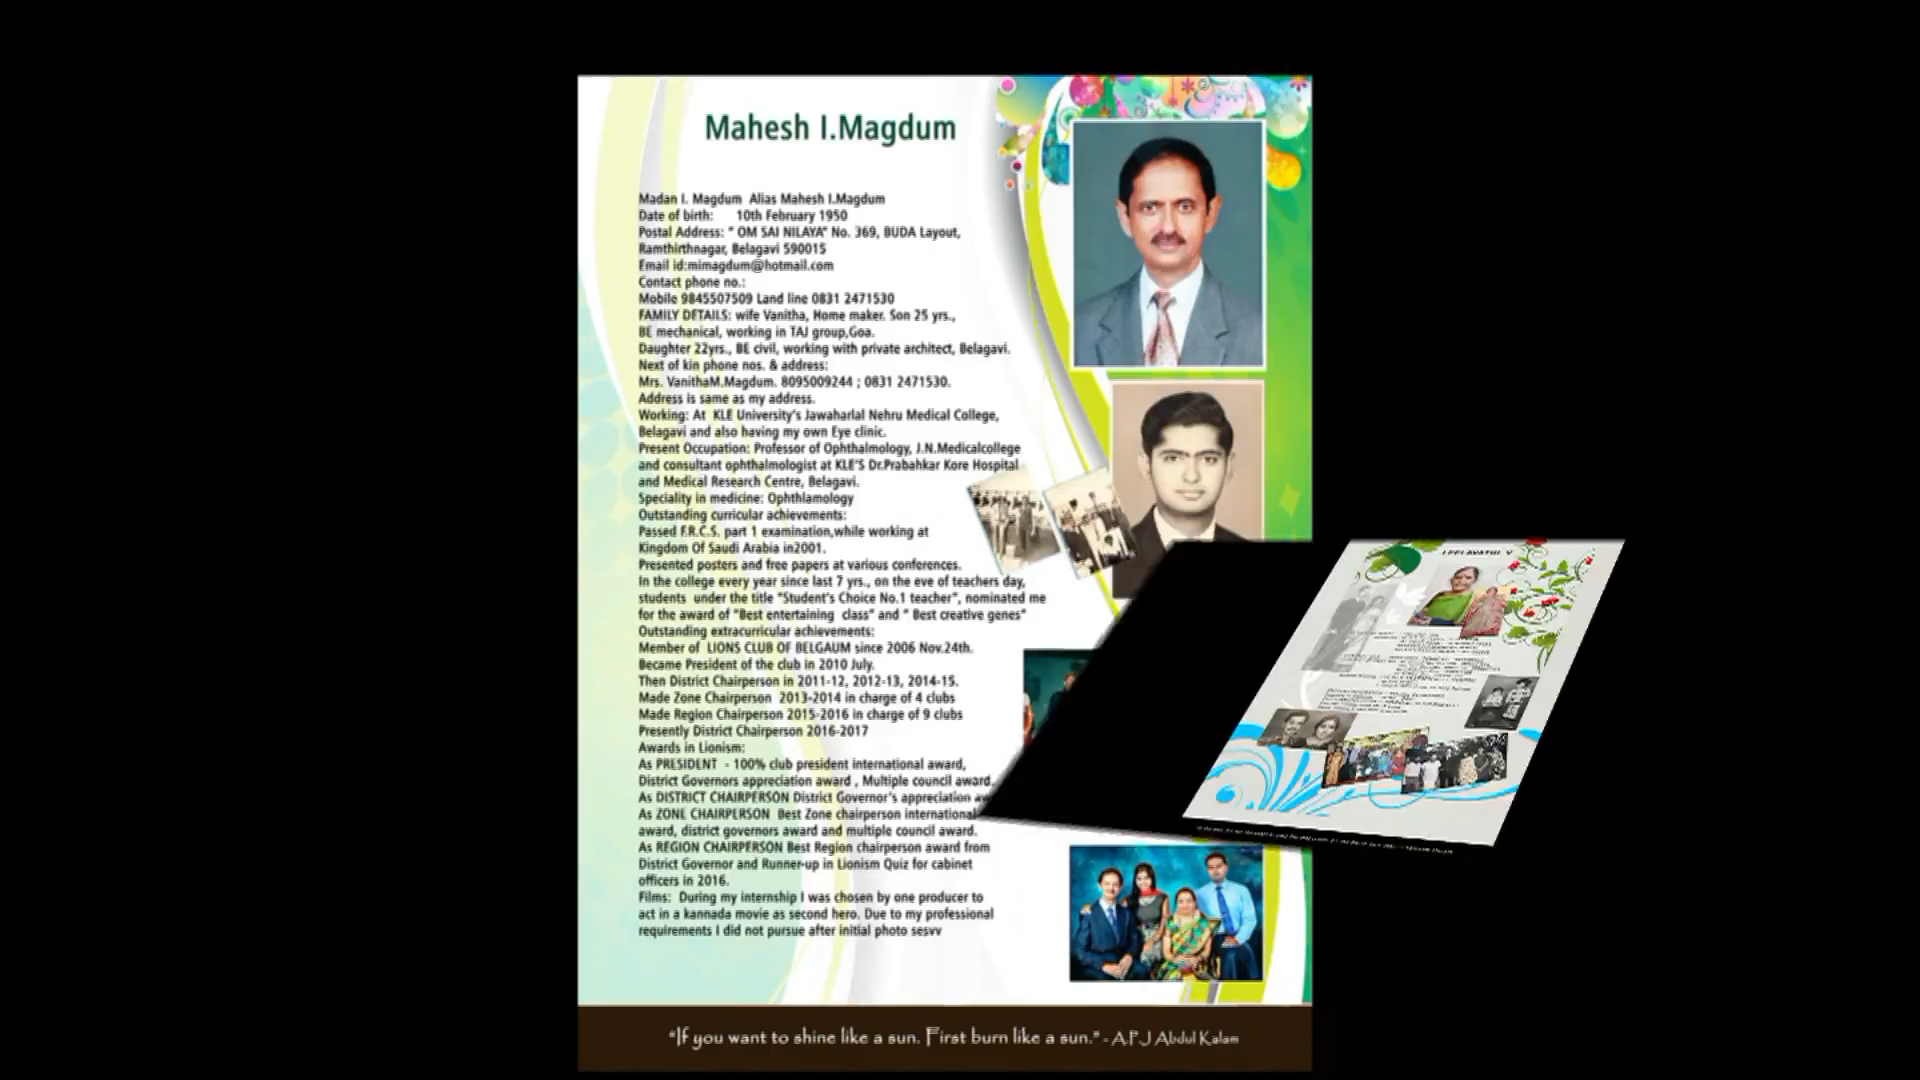 Mahesh I.Magdum
Madan I. Magdum Alias Mahesh I.Magdum
Date of birth: 10th February 1950
Postal Address: " OM SAI NILAYA" No. 369, BUDA Layout,
Ramthirthnagar, Belagavi 590015
Email id:mimagdum@hotmail.com
Contact phone no.:
Mobile 9845507509 Land line 0831 2471530
FAMILY DETAILS: wife Vanitha, Home maker. Son 25 yrs.,
BE mechanical, working in TAJ group,Goa.
Daughter 22yrs., BE civil, working with private architect, Belagavi.
Next of kin phone nos. & address:
Mrs. VanithaM.Magdum. 8095009244 ; 0831 2471530.
Address is same as my address.
Working: At KLE University's Jawaharlal Nehru Medical College,
Belagavi and also having my own Eye clinic.
Present Occupation: Professor of Ophthalmology, J.N.Medicalcollege
and consultant ophthalmologist at KLE'S Dr.Prabahkar Kore Hospital
and Medical Research Centre, Belagavi.
Speciality in medicine: Ophthlamology
Outstanding curricular achievements:
Passed F.R.C.S. part 1 examination,while working at
Kingdom Of Saudi Arabia in2001.
Presented posters and free papers at various conferences.
In the college every year since last 7 yrs., on the eve of teachers day,
students under the title "Student's Choice No.1 teacher", nominated me
for the award of "Best entertaining class" and " Best creative genes"
Outstanding extracurricular achievements:
Member of LIONS CLUB OF BELGAUM since 2006 Nov.24th.
Became President of the club in 2010 July.
Then District Chairperson in 2011-12, 2012-13, 2014-15.
Made Zone Chairperson 2013-2014 in charge of 4 clubs
Made Region Chairperson 2015-2016 in charge of 9 clubs
Presently District Chairperson 2016-2017
Awards in Lionism:
As PRESIDENT - 100% club president international award,
District Governors appreciation award , Multiple council award.
As DISTRICT CHAIRPERSON District Governor's appreciation
As ZONE CHAIRPERSON Best Zone chairperson international
award, district governors award and multiple council award.
As REGION CHAIRPERSON Best Region chairperson award from
District Governor and Runner-up in Lionism Quiz for cabinet
officers in 2016.
Films: During my internship I was chosen by one producer to
act in a kannada movie as second hero. Due to my professional
requirements I did not pursue after initial photo sesvv
"If you want to shine like a sun. First burn like a sun." - A.P.J Abdul Kalam
LEELAVATHI. V